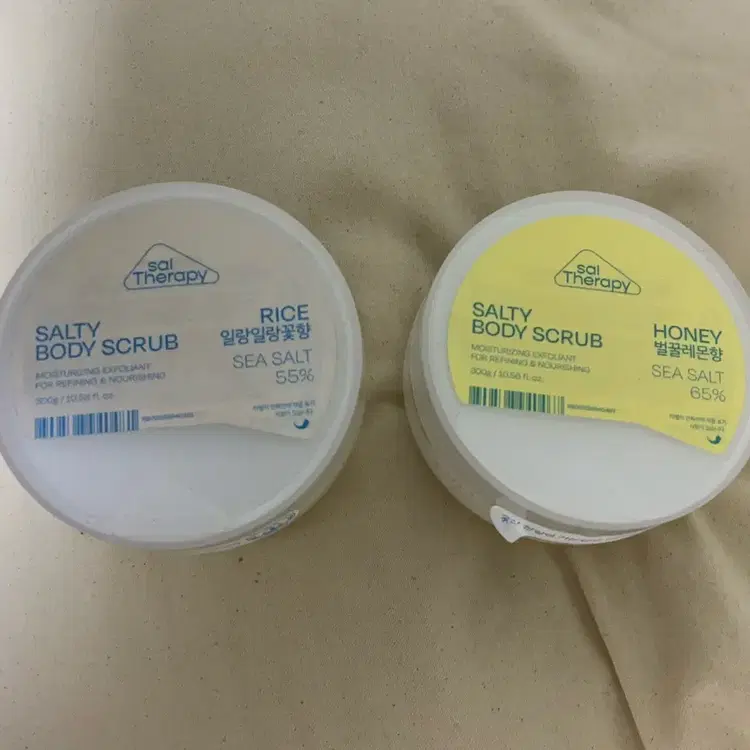 sal
Therapy
SALTY
BODY SCRUB
MOISTURIZING EXFOLIANT
FOR REFINING & NOURISHING
300g / 10.58 fl. oz.
RICE
일랑일랑꽃향
SEA SALT
55%
sal
Therapy
SALTY
BODY SCRUB
MOISTURIZING EXFOLIANT
FOR REFINING & NOURISHING
300g / 10.58 fl. oz.
HONEY
벌꿀레몬향
SEA SALT
65%